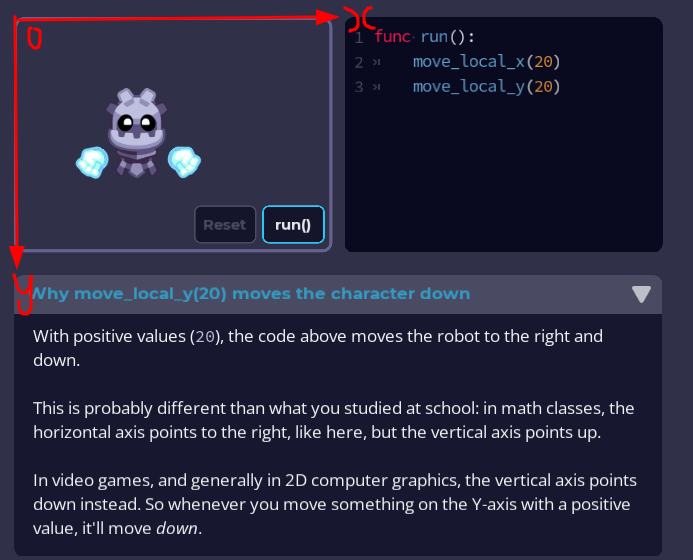 0
x
Reset
run()
1 func run():
2 move_local_x(20)
3 move_local_y(20)
y
Why move_local_y(20) moves the character down
With positive values (20), the code above moves the robot to the right and
down.
This is probably different than what you studied at school: in math classes, the
horizontal axis points to the right, like here, but the vertical axis points up.
In video games, and generally in 2D computer graphics, the vertical axis points
down instead. So whenever you move something on the Y-axis with a positive
value, it'll move down.